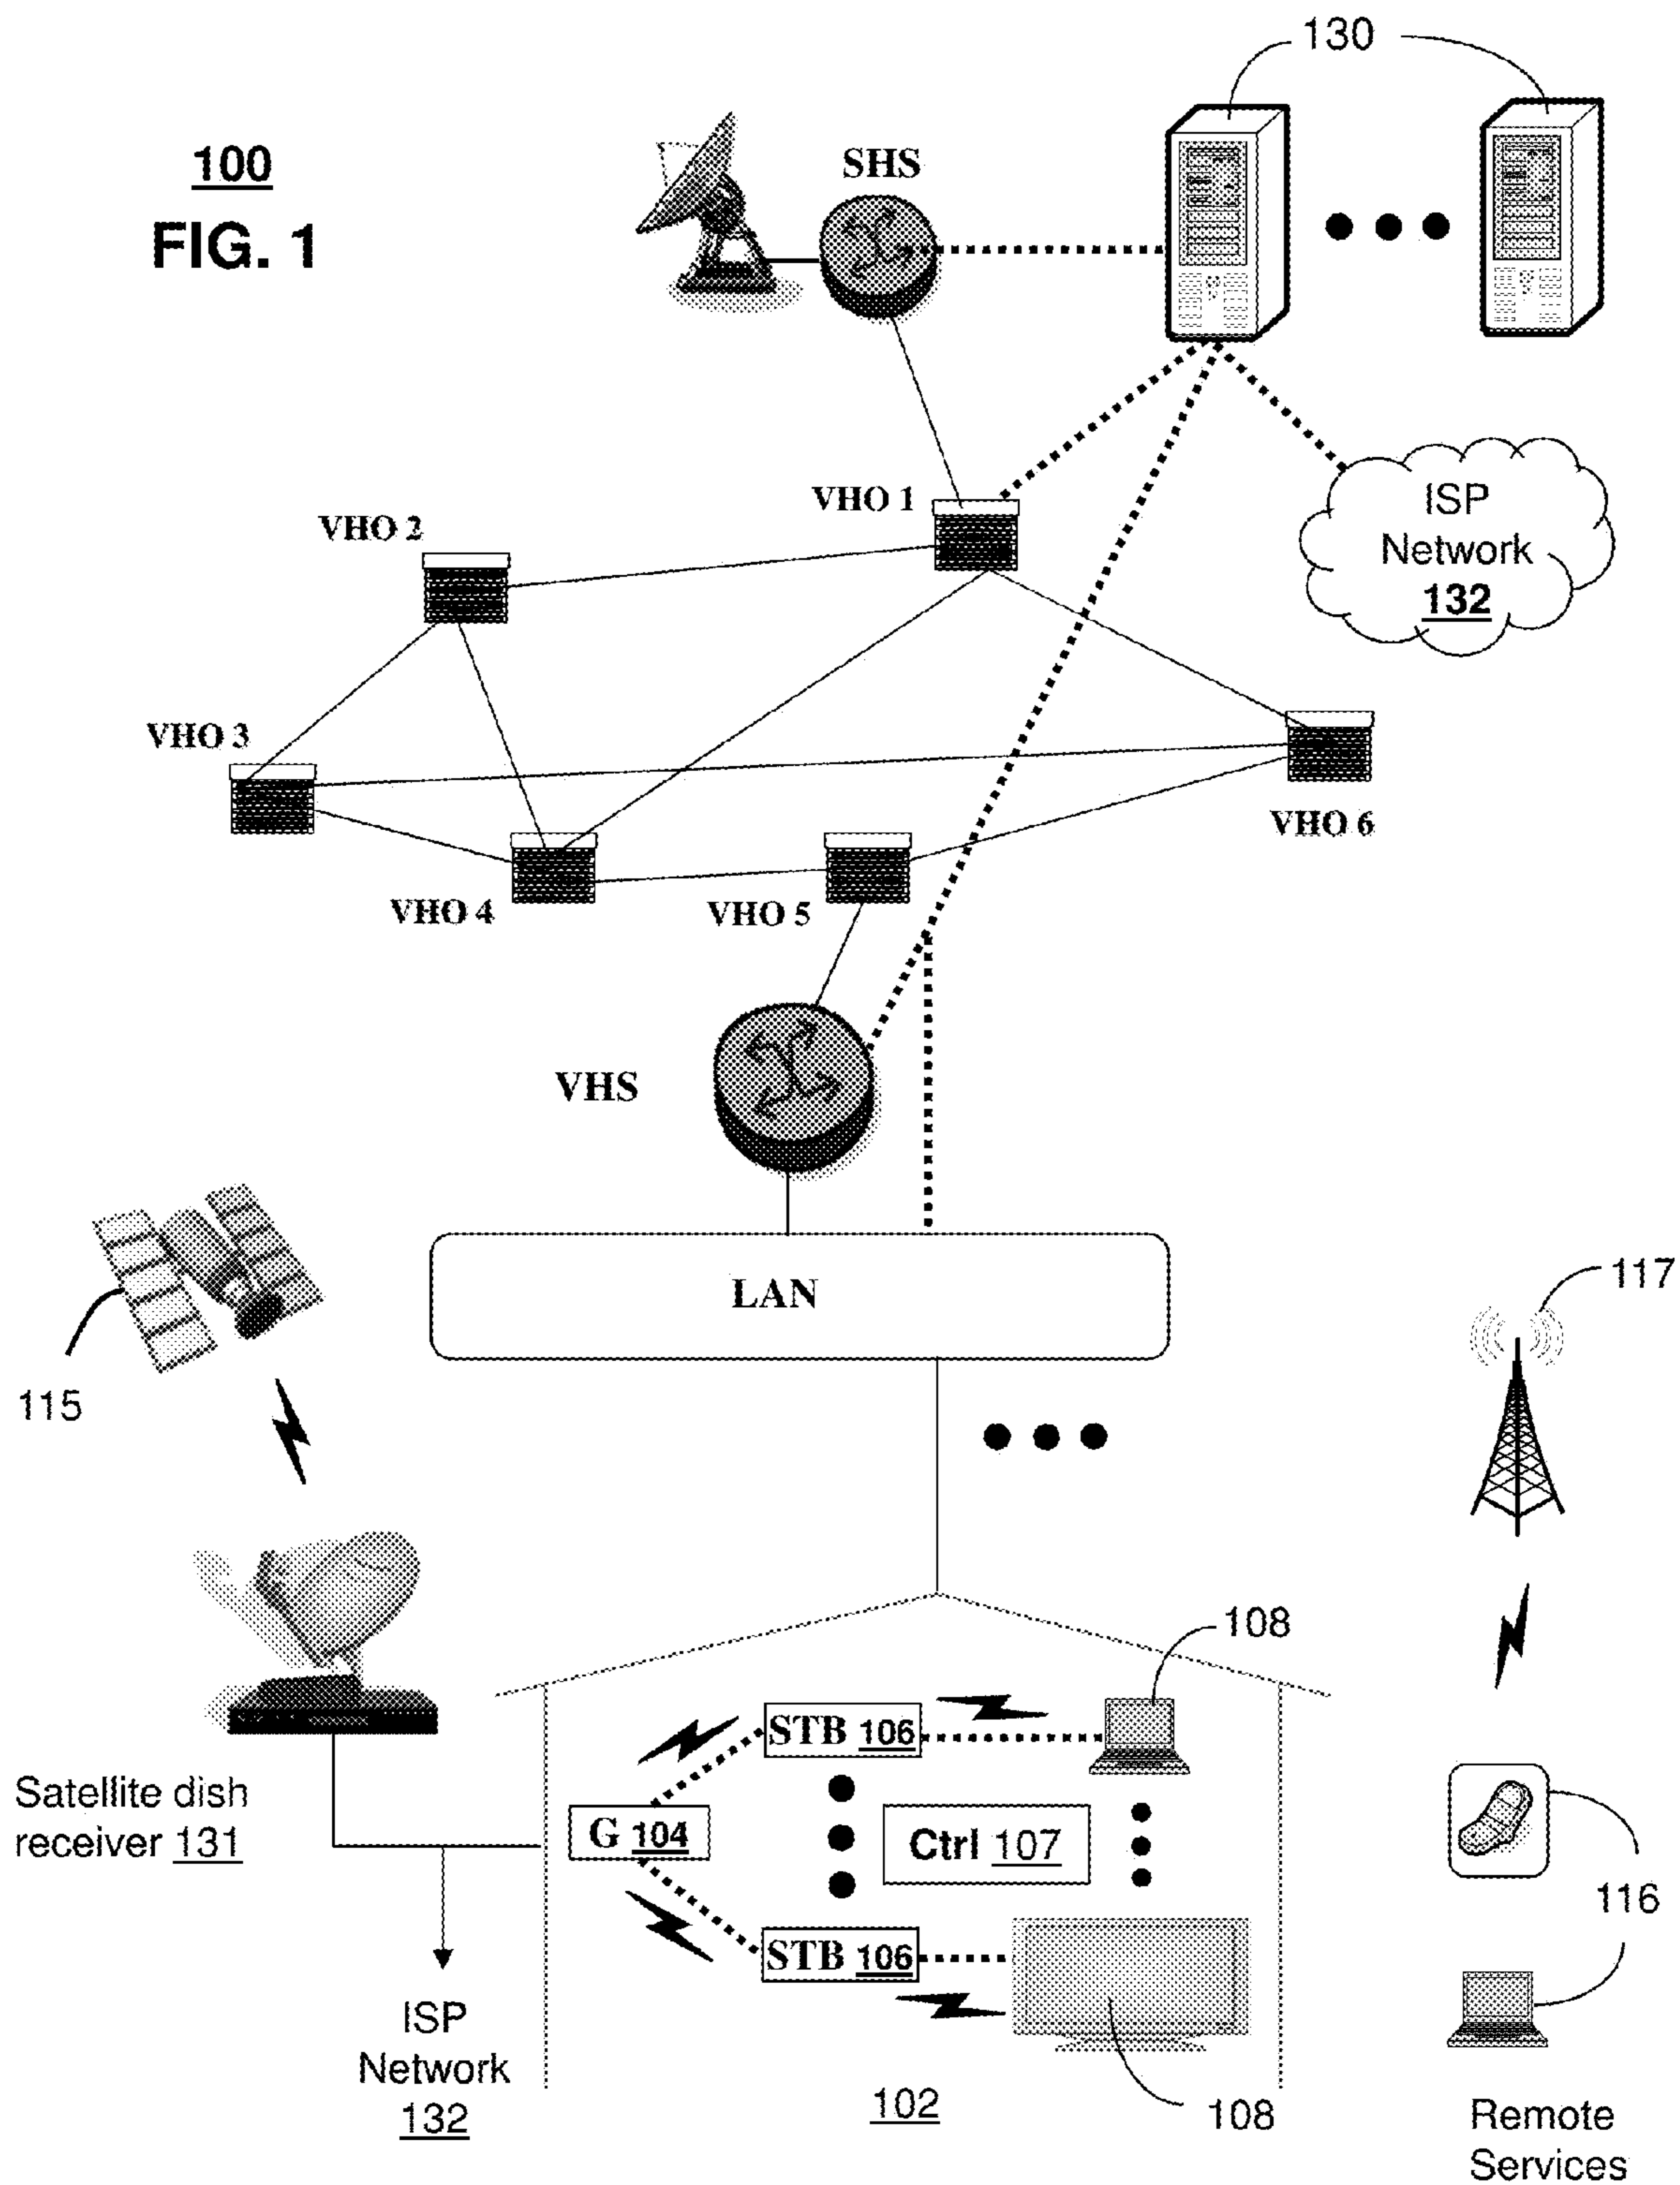 130
100
FIG. 1
SHS
ISP
Network
132
VHO 1
VHO 2
VHO 3
VHO 6
VHO 4
VHO 5
VHS
LAN
117
115
108
STB 106
Satellite dish
receiver 131
G 104
Ctrl 107
116
STB 106
ISP
Network
132
102
108
Remote
Services